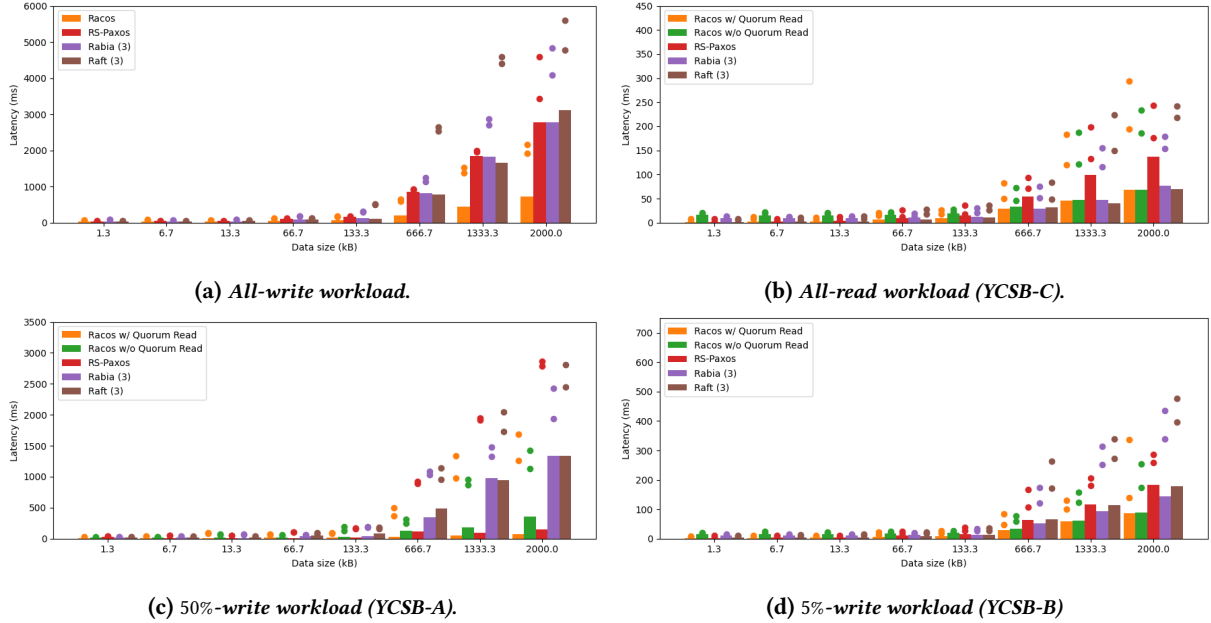 6000
5000
4000
3000
2000
1000
0
Latency (ms)
Racos
RS-Paxos
Rabia (3)
Raft (3)
1.3 6.7 13.3 66.7 133.3 666.7 1333.3 2000.0
Data size (kB)
(a) All-write workload.
450
400
350
300
250
200
150
100
50
0
Latency (ms)
Racos w/ Quorum Read
Racos w/o Quorum Read
RS-Paxos
Rabia (3)
Raft (3)
1.3 6.7 13.3 66.7 133.3 666.7 1333.3 2000.0
Data size (kB)
(b) All-read workload (YCSB-C).
3500
3000
2500
2000
1500
1000
500
0
Latency (ms)
Racos w/ Quorum Read
Racos w/o Quorum Read
RS-Paxos
Rabia (3)
Raft (3)
1.3 6.7 13.3 66.7 133.3 666.7 1333.3 2000.0
Data size (kB)
(c) 50%-write workload (YCSB-A).
700
600
500
400
300
200
100
0
Latency (ms)
Racos w/ Quorum Read
Racos w/o Quorum Read
RS-Paxos
Rabia (3)
Raft (3)
1.3 6.7 13.3 66.7 133.3 666.7 1333.3 2000.0
Data size (kB)
(d) 5%-write workload (YCSB-B)